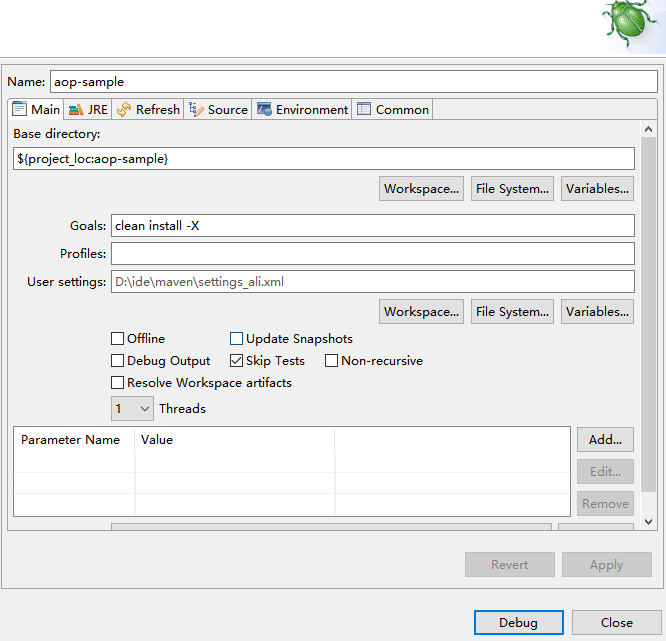 Name: aop-sample
Main JRE Refresh Source Environment Common
Base directory:
${project_loc:aop-sample}
Workspace... File System... Variables...
Goals: clean install -X
Profiles:
User settings: D:\ide\maven\settings_ali.xml
Workspace... File System... Variables...
Offline Update Snapshots
Debug Output Skip Tests Non-recursive
Resolve Workspace artifacts
1 Threads
Parameter Name Value Add...
Edit...
Remove
Revert Apply
Debug Close